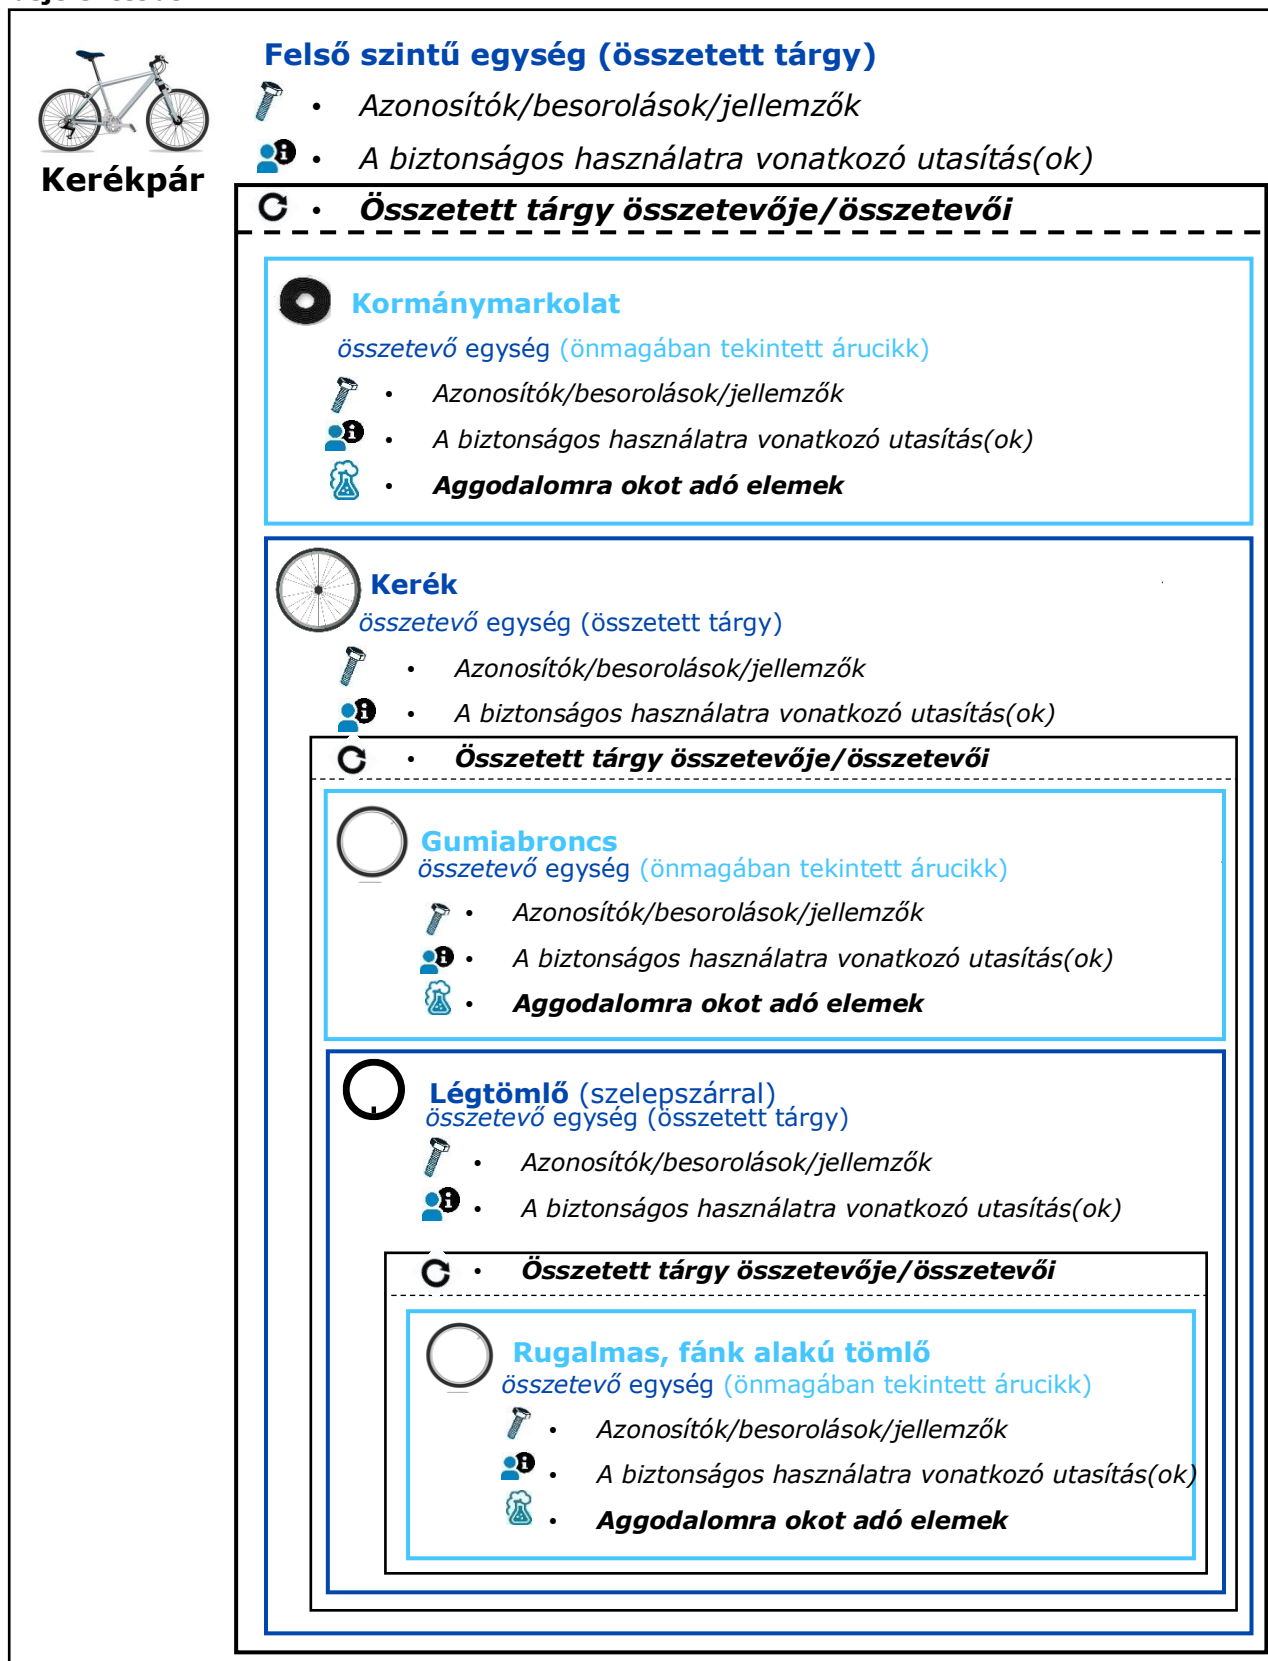 Felső szintű egység (összetett tárgy)
• Azonosítók/besorolások/jellemzők
• A biztonságos használatra vonatkozó utasítás(ok)
Kerékpár
• Összetett tárgy összetevője/összetevői
Kormánymarkolat
összetevő egység (önmagában tekintett árucikk)
• Azonosítók/besorolások/jellemzők
• A biztonságos használatra vonatkozó utasítás(ok)
• Aggodalomra okot adó elemek
Kerék
összetevő egység (összetett tárgy)
• Azonosítók/besorolások/jellemzők
• A biztonságos használatra vonatkozó utasítás(ok)
• Összetett tárgy összetevője/összetevői
Gumiabroncs
összetevő egység (önmagában tekintett árucikk)
• Azonosítók/besorolások/jellemzők
• A biztonságos használatra vonatkozó utasítás(ok)
• Aggodalomra okot adó elemek
Légtömlő (szelepszárral)
összetevő egység (összetett tárgy)
• Azonosítók/besorolások/jellemzők
• A biztonságos használatra vonatkozó utasítás(ok)
• Összetett tárgy összetevője/összetevői
Rugalmas, fánk alakú tömlő
összetevő egység (önmagában tekintett árucikk)
• Azonosítók/besorolások/jellemzők
• A biztonságos használatra vonatkozó utasítás(ok)
• Aggodalomra okot adó elemek